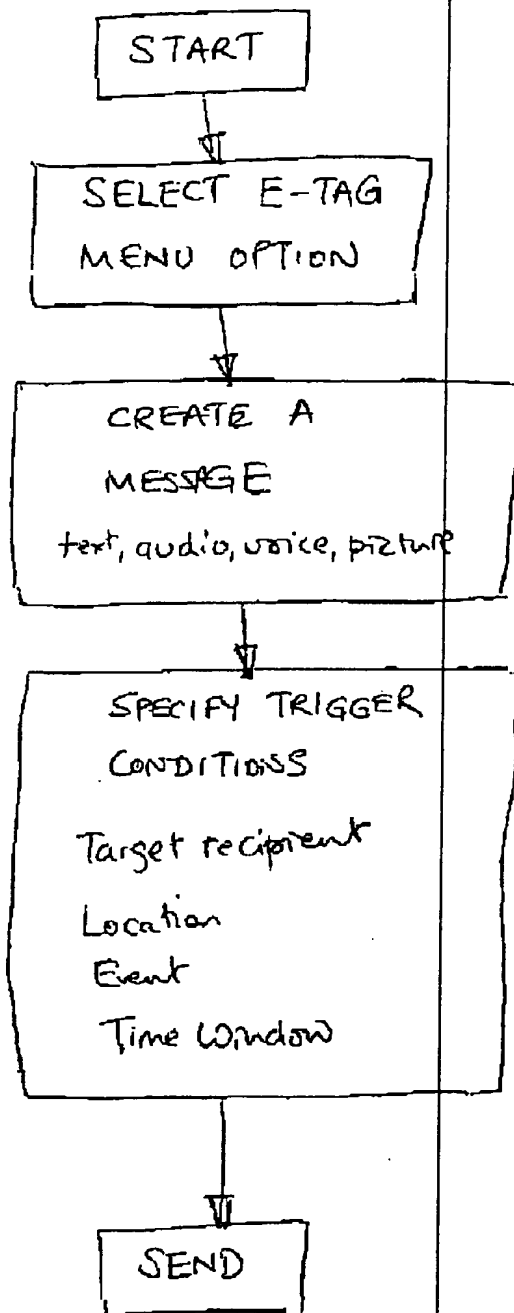 START
SELECT E-TAG
MENU OPTION
CREATE A
MESSAGE
text, audio, voice, picture
SPECIFY TRIGGER
CONDITIONS
Target recipient
Location
Event
Time Window
SEND